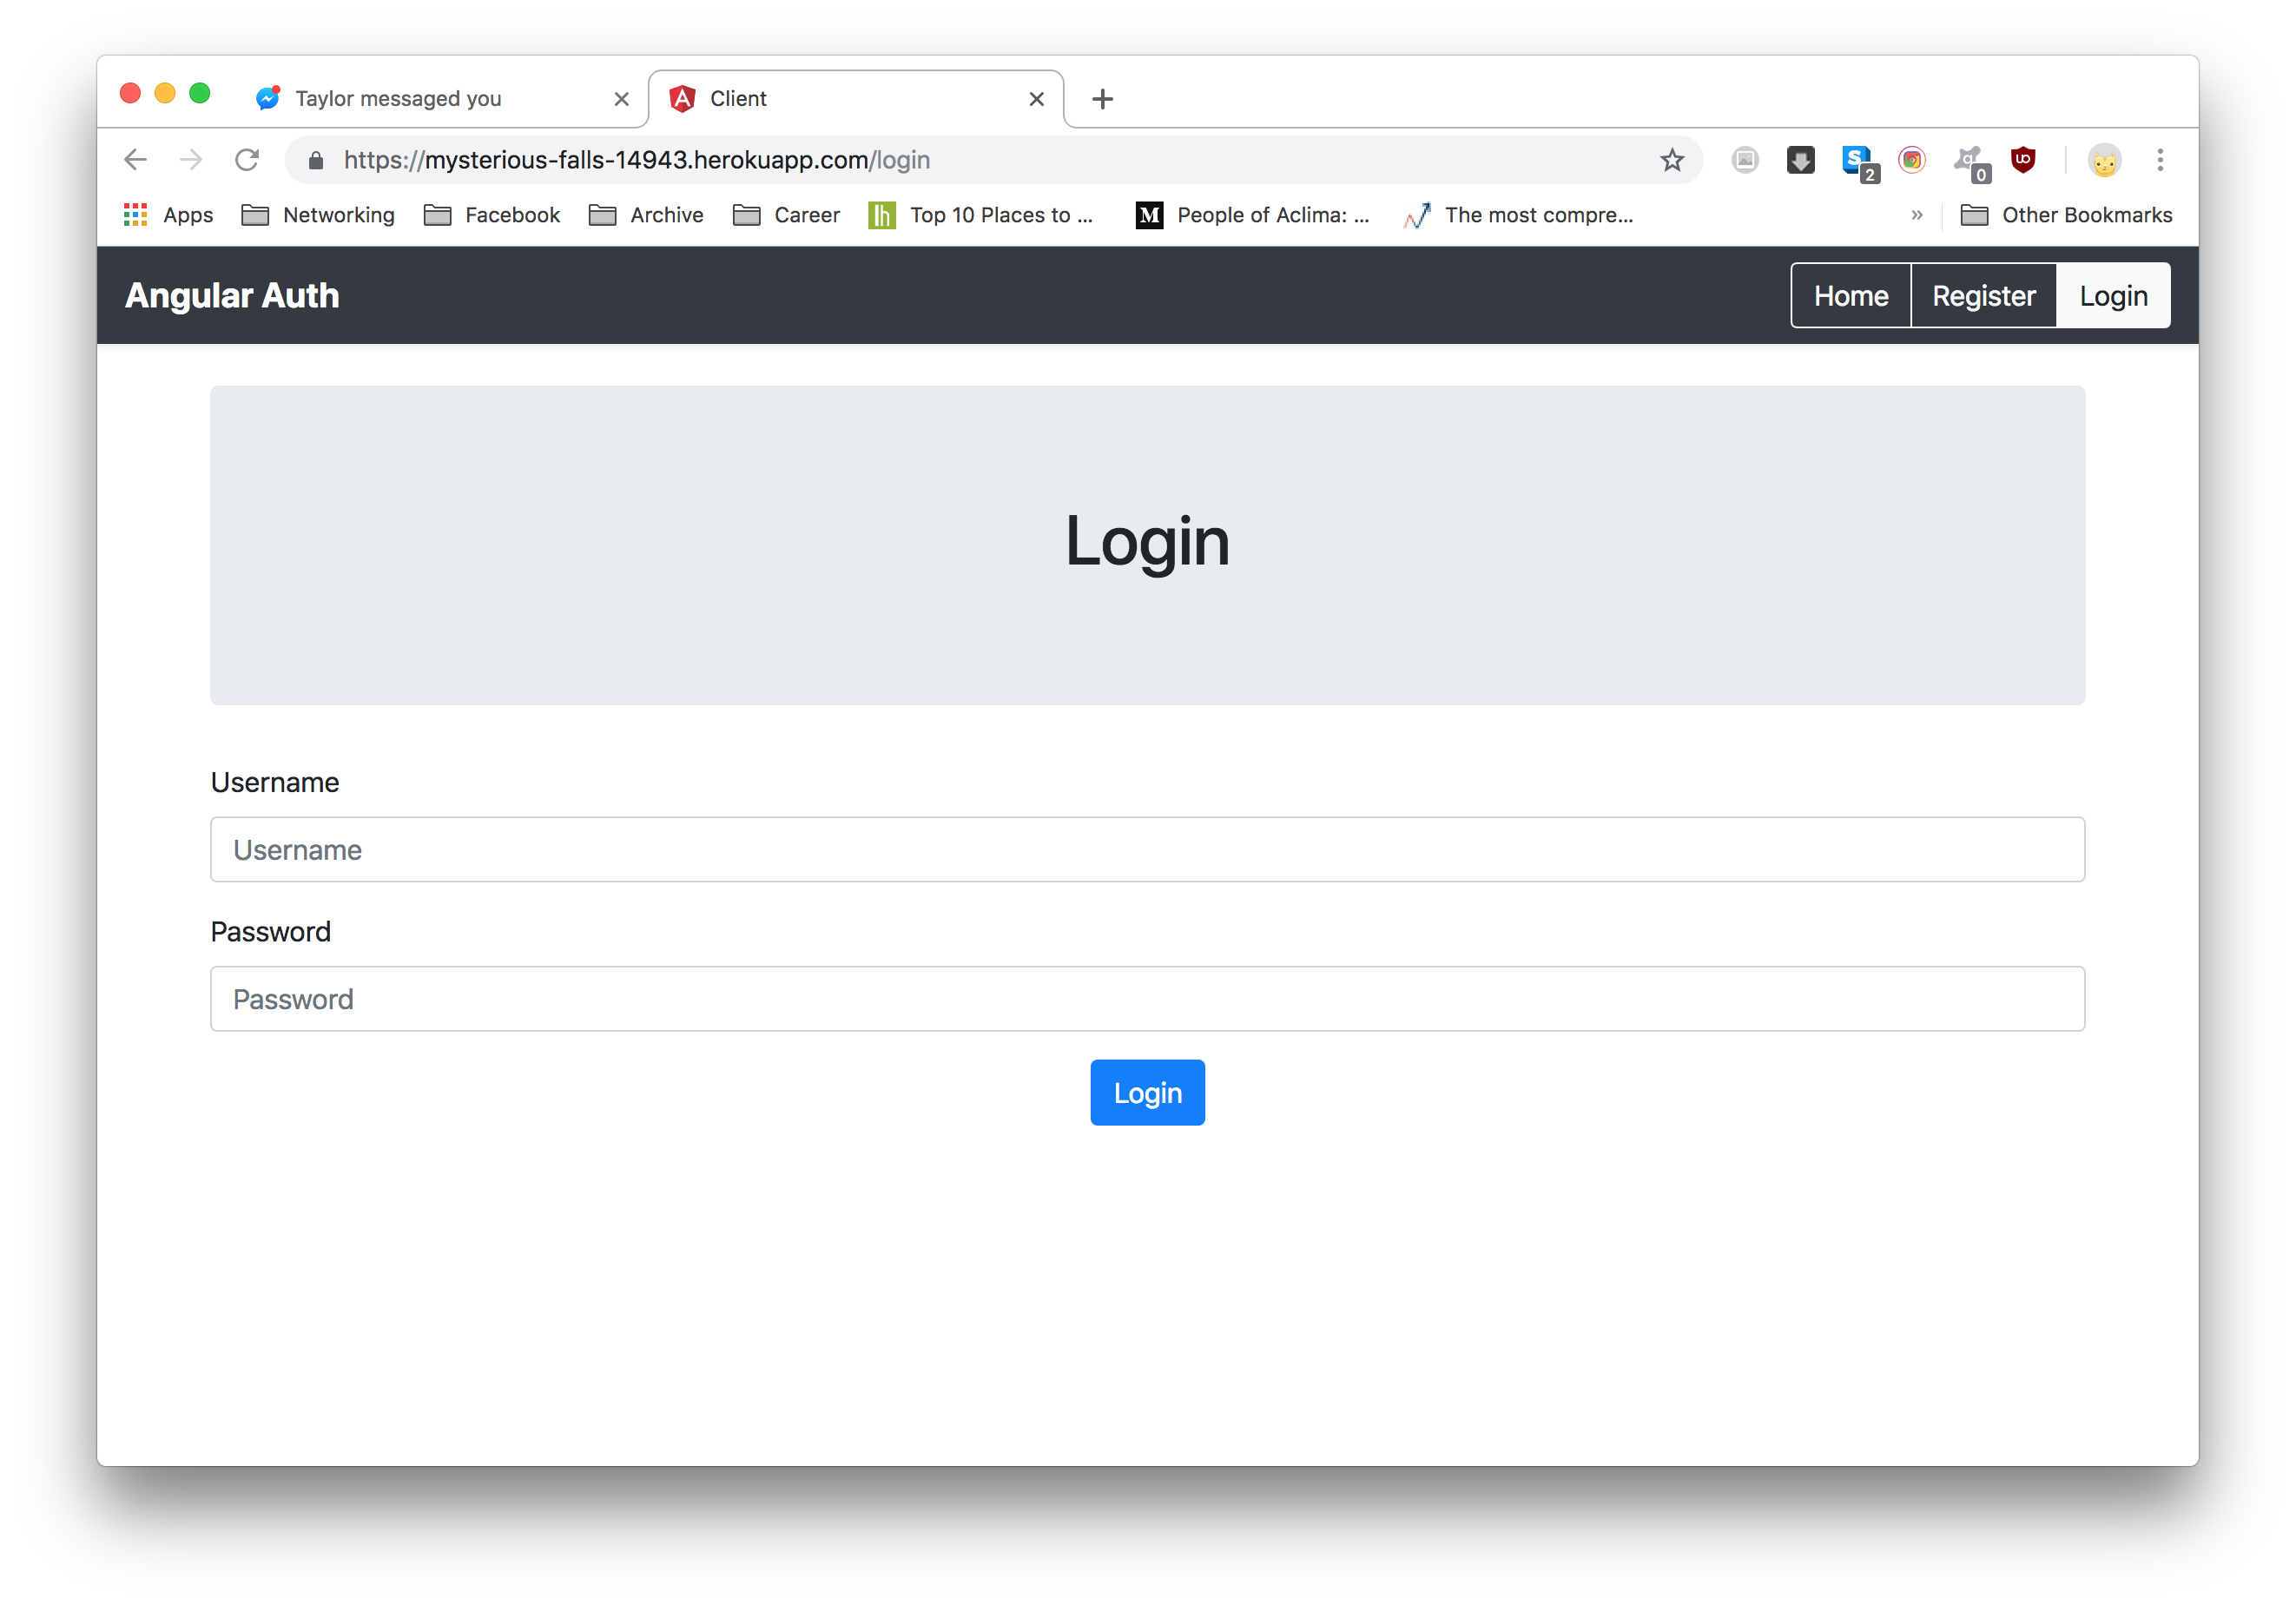 Taylor messaged you
Client
https://mysterious-falls-14943.herokuapp.com/login
2
0
Apps Networking Facebook Archive Career Top 10 Places to ... People of Aclima: ... The most compre... » Other Bookmarks
Angular Auth Home Register Login
Login
Username
Username
Password
Password
Login